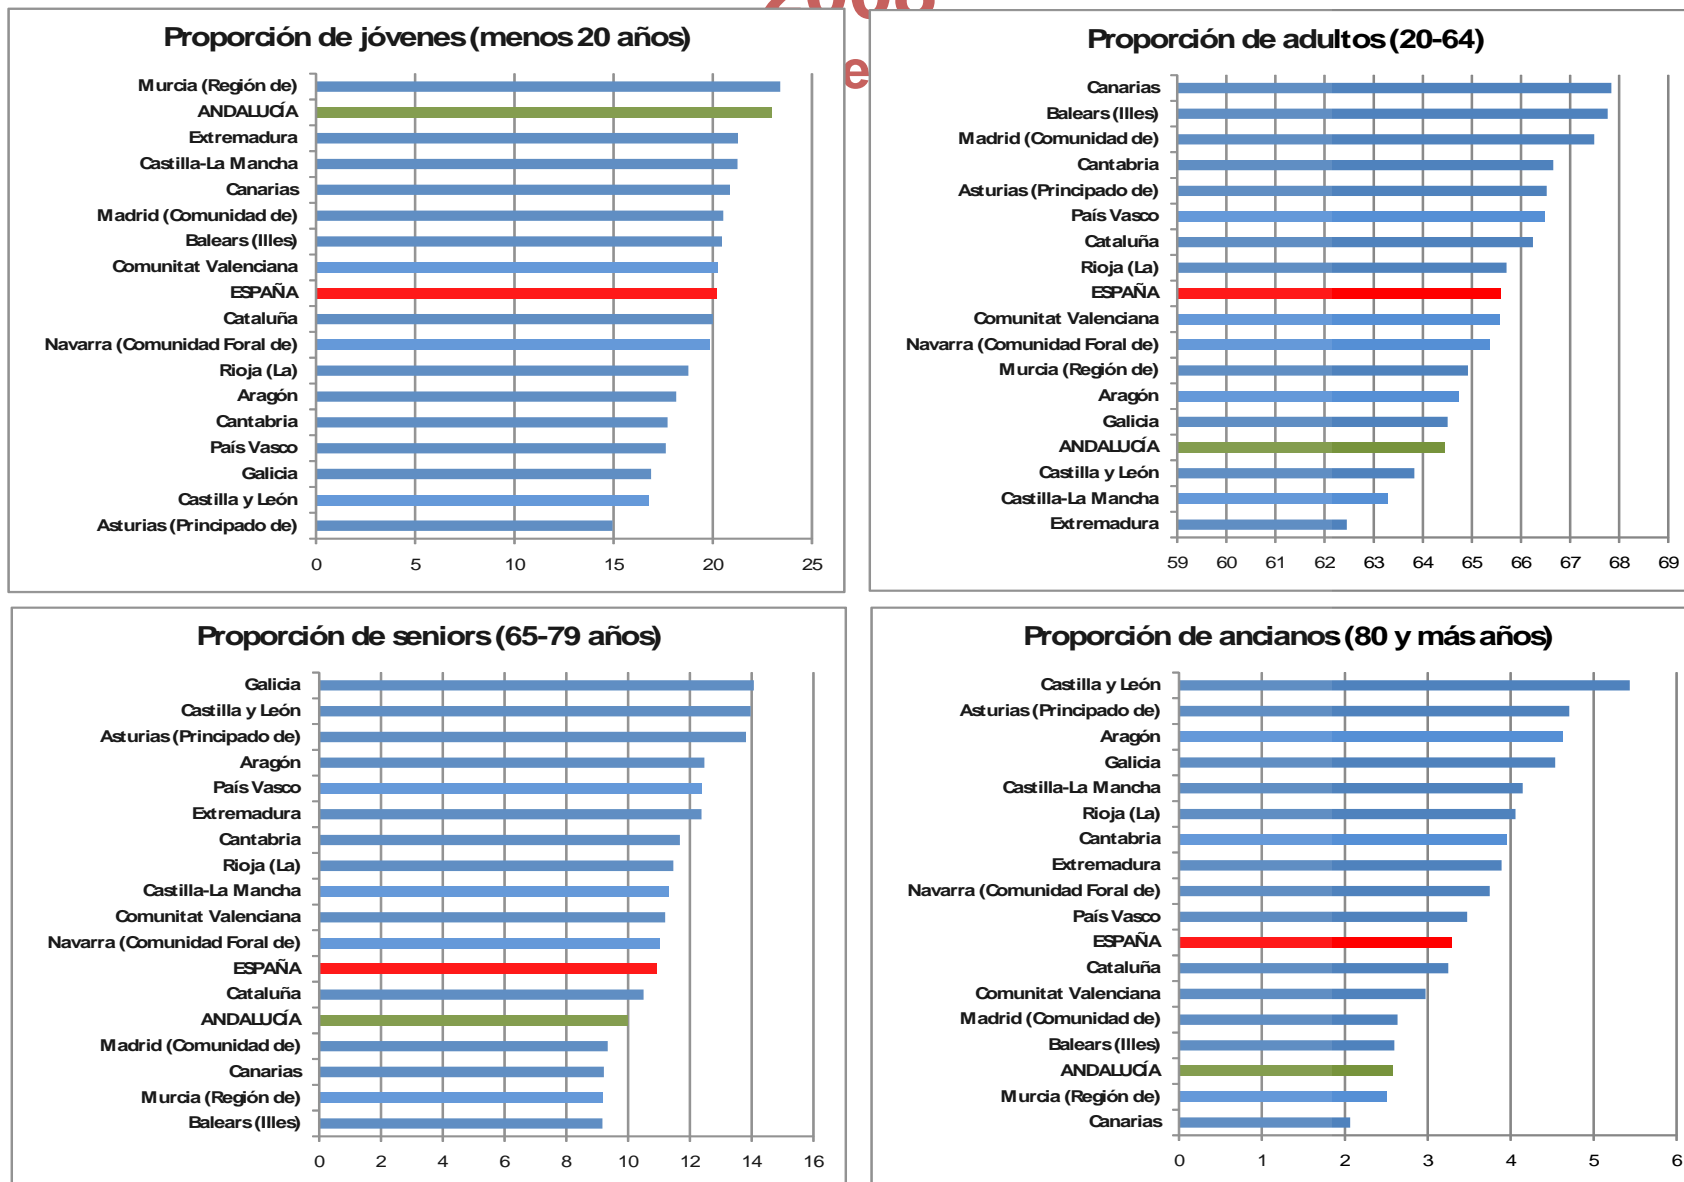 2008
e
Proporción de jóvenes (menos 20 años)
Murcia (Región de)
ANDALUCÍA
Extremadura
Castilla-La Mancha
Canarias
Madrid (Comunidad de)
Balears (Illes)
Comunitat Valenciana
ESPAÑA
Cataluña
Navarra (Comunidad Foral de)
Rioja (La)
Aragón
Cantabria
País Vasco
Galicia
Castilla y León
Asturias (Principado de)
0 5 10 15 20 25
Proporción de adultos (20-64)
Canarias
Balears (Illes)
Madrid (Comunidad de)
Cantabria
Asturias (Principado de)
País Vasco
Cataluña
Rioja (La)
ESPAÑA
Comunitat Valenciana
Navarra (Comunidad Foral de)
Murcia (Región de)
Aragón
Galicia
ANDALUCÍA
Castilla y León
Castilla-La Mancha
Extremadura
59 60 61 62 63 64 65 66 67 68 69
Proporción de seniors (65-79 años)
Galicia
Castilla y León
Asturias (Principado de)
Aragón
País Vasco
Extremadura
Cantabria
Rioja (La)
Castilla-La Mancha
Comunitat Valenciana
Navarra (Comunidad Foral de)
ESPAÑA
Cataluña
ANDALUCÍA
Madrid (Comunidad de)
Canarias
Murcia (Región de)
Balears (Illes)
0 2 4 6 8 10 12 14 16
Proporción de ancianos (80 y más años)
Castilla y León
Asturias (Principado de)
Aragón
Galicia
Castilla-La Mancha
Rioja (La)
Cantabria
Extremadura
Navarra (Comunidad Foral de)
País Vasco
ESPAÑA
Cataluña
Comunitat Valenciana
Madrid (Comunidad de)
Balears (Illes)
ANDALUCÍA
Murcia (Región de)
Canarias
0 1 2 3 4 5 6